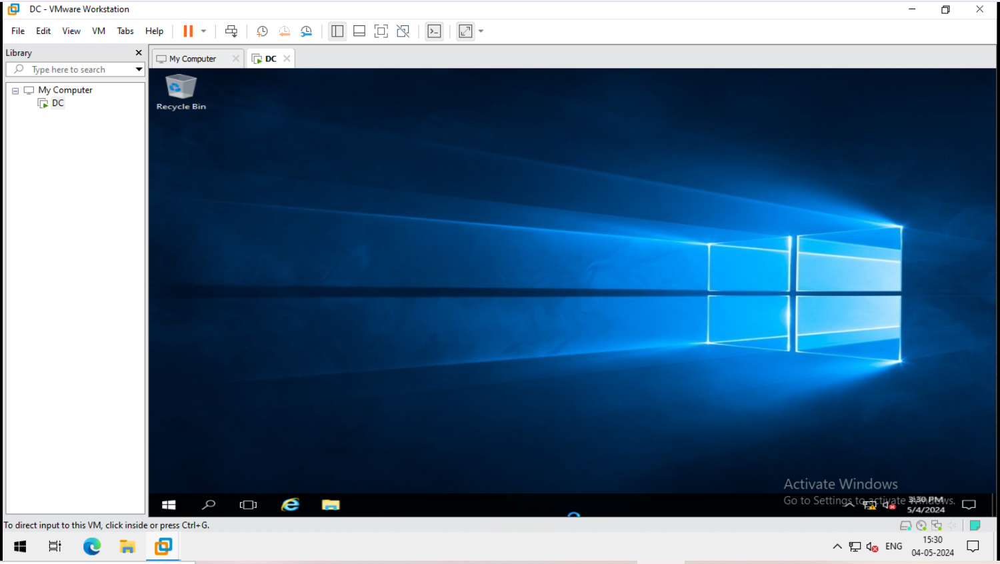 DC - VMware Workstation
File Edit View VM Tabs Help
Library
My Computer
DC
Type here to search
My Computer
DC
Recycle Bin
Activate Windows
Go to Settings to activate Windows.
3:30 PM
5/4/2024
To direct input to this VM, click inside or press Ctrl+G.
ENG
15:30
04-05-2024